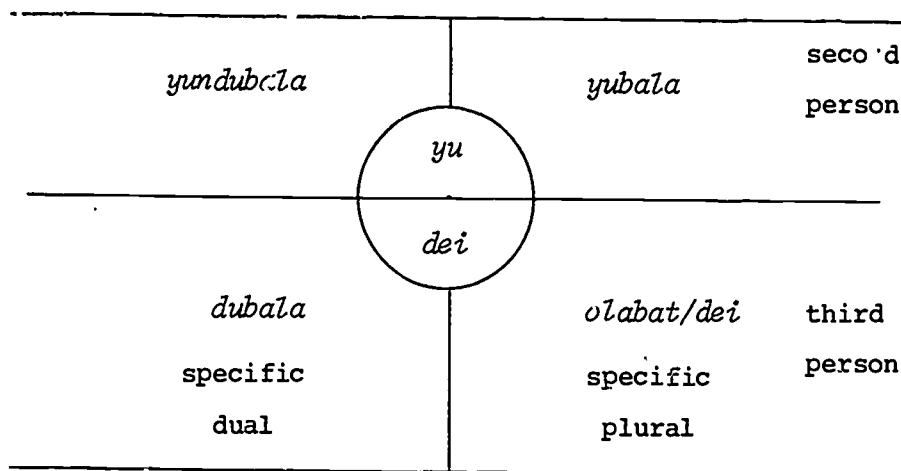 yundubala yubala second
person
yu
dei
dubala olabat/dei third
specific specific person
dual plural